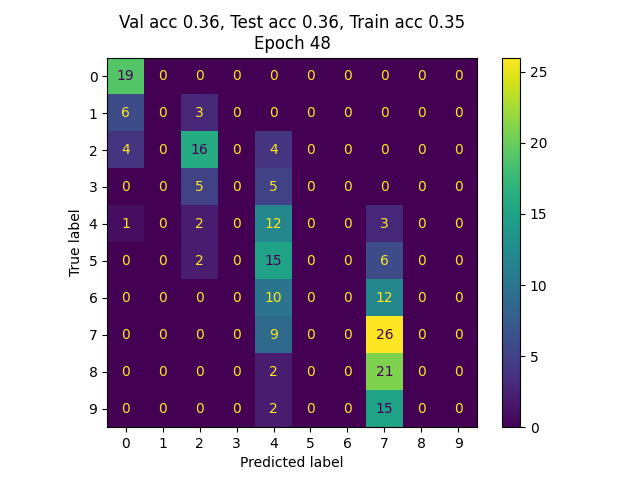 Val acc 0.36, Test acc 0.36, Train acc 0.35
Epoch 48
0 19 0 0 0 0 0 0 0 0 0
1 6 0 3 0 0 0 0 0 0 0
2 4 0 16 0 4 0 0 0 0 0
3 0 0 5 0 5 0 0 0 0 0
4 1 0 2 0 12 0 0 3 0 0
5 0 0 2 0 15 0 0 6 0 0
6 0 0 0 0 10 0 0 12 0 0
7 0 0 0 0 9 0 0 26 0 0
8 0 0 0 0 2 0 0 21 0 0
9 0 0 0 0 2 0 0 15 0 0
0 1 2 3 4 5 6 7 8 9
Predicted label
True label
25
20
15
10
5
0